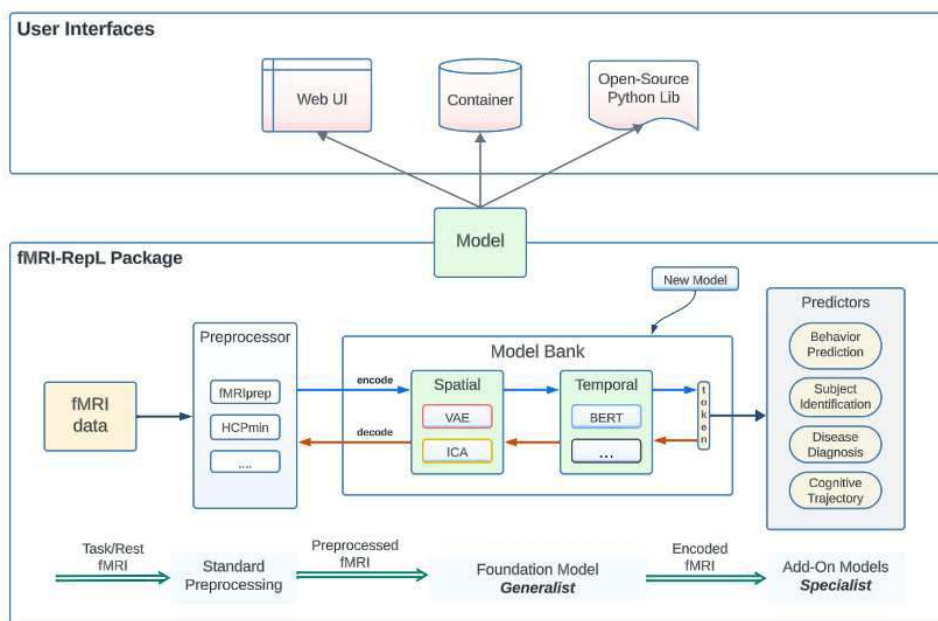 User Interfaces
Web UI
Container
Open-Source
Python Lib
Model
fMRI-RepL Package
New Model
Predictors
Preprocessor
Model Bank
Behavior
Prediction
encode
Spatial
Temporal
fMRI
data
fMRIprep
VAE
BERT
token
Subject
Identification
HCPmin
decode
ICA
...
Disease
Diagnosis
....
Cognitive
Trajectory
Task/Rest
fMRI
Standard
Preprocessing
Preprocessed
fMRI
Foundation Model
Generalist
Encoded
fMRI
Add-On Models
Specialist